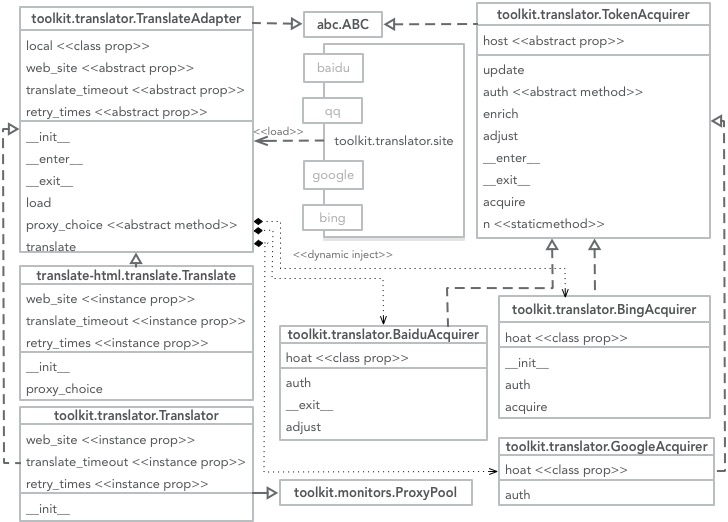 toolkit.translator.TranslateAdapter
local <<class prop>>
web_site <<abstract prop>>
translate_timeout <<abstract prop>>
retry_times <<abstract prop>>
__init__
__enter__
__exit__
load
proxy_choice <<abstract method>>
translate
abc.ABC
baidu
qq
<<load>>
toolkit.translator.site
google
bing
<<dynamic inject>>
toolkit.translator.TokenAcquirer
host <<abstract prop>>
update
auth <<abstract method>>
enrich
adjust
__enter__
__exit__
acquire
n <<staticmethod>>
translate-html.translate.Translate
web_site <<instance prop>>
translate_timeout <<instance prop>>
retry_times <<instance prop>>
__init__
proxy_choice
toolkit.translator.BaiduAcquirer
hoat <<class prop>>
auth
__exit__
adjust
toolkit.translator.BingAcquirer
hoat <<class prop>>
__init__
auth
acquire
toolkit.translator.Translator
web_site <<instance prop>>
translate_timeout <<instance prop>>
retry_times <<instance prop>>
__init__
toolkit.monitors.ProxyPool
toolkit.translator.GoogleAcquirer
hoat <<class prop>>
auth